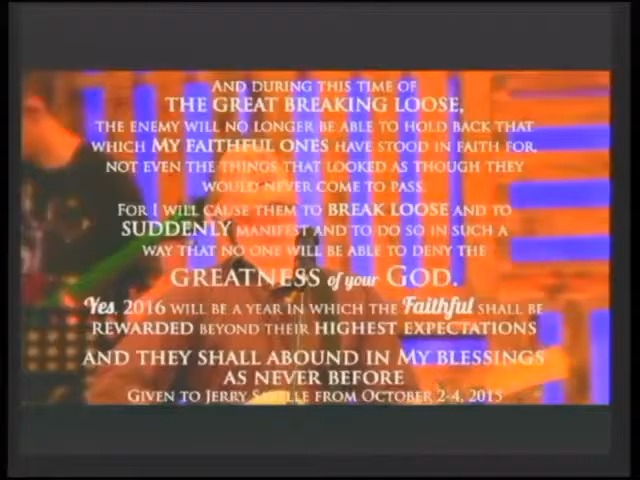 AND DURING THIS TIME OF
THE GREAT BREAKING LOOSE,
THE ENEMY WILL NO LONGER BE ABLE TO HOLD BACK THAT
WHICH MY FAITHFUL ONES HAVE STOOD IN FAITH FOR,
NOT EVEN THE THINGS THAT LOOKED AS THOUGH THEY
WOULD NEVER COME TO PASS.
FOR I WILL CAUSE THEM TO BREAK LOOSE AND TO
SUDDENLY MANIFEST AND TO DO SO IN SUCH A
WAY THAT NO ONE WILL BE ABLE TO DENY THE
GREATNESS of your GOD.
Yes, 2016 WILL BE A YEAR IN WHICH THE Faithful SHALL BE
REWARDED BEYOND THEIR HIGHEST EXPECTATIONS
AND THEY SHALL ABOUND IN MY BLESSINGS
AS NEVER BEFORE
GIVEN TO JERRY SAVELLE FROM OCTOBER 2-4, 2015